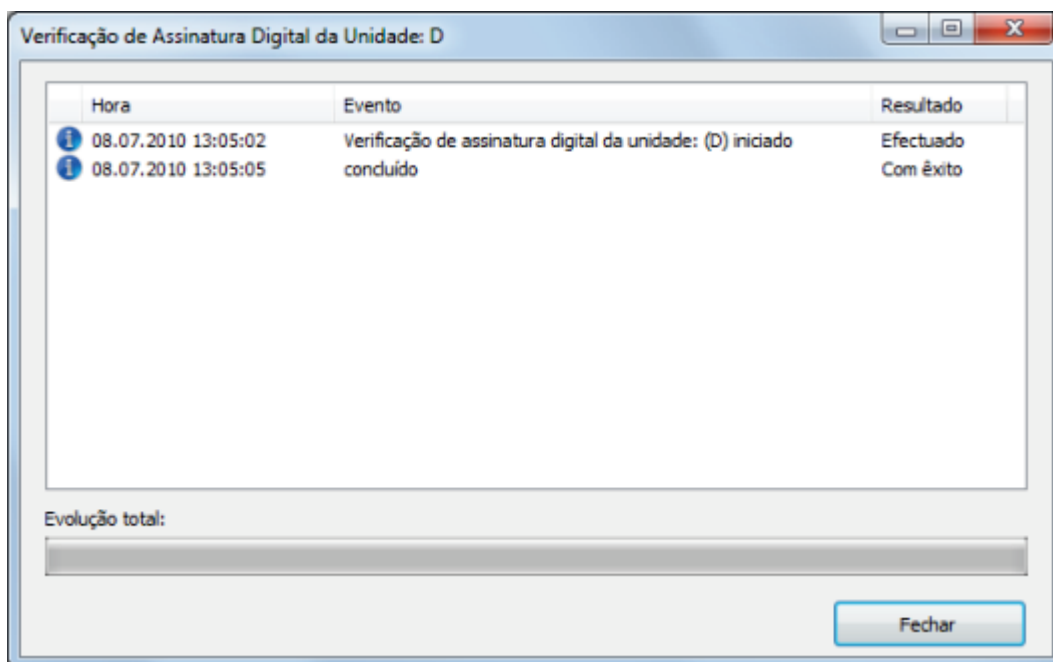 Verificação de Assinatura Digital da Unidade: D
Hora Evento Resultado
08.07.2010 13:05:02 Verificação de assinatura digital da unidade: (D) iniciado Efectuado
08.07.2010 13:05:05 concluído Com êxito
Evolução total:
Fechar